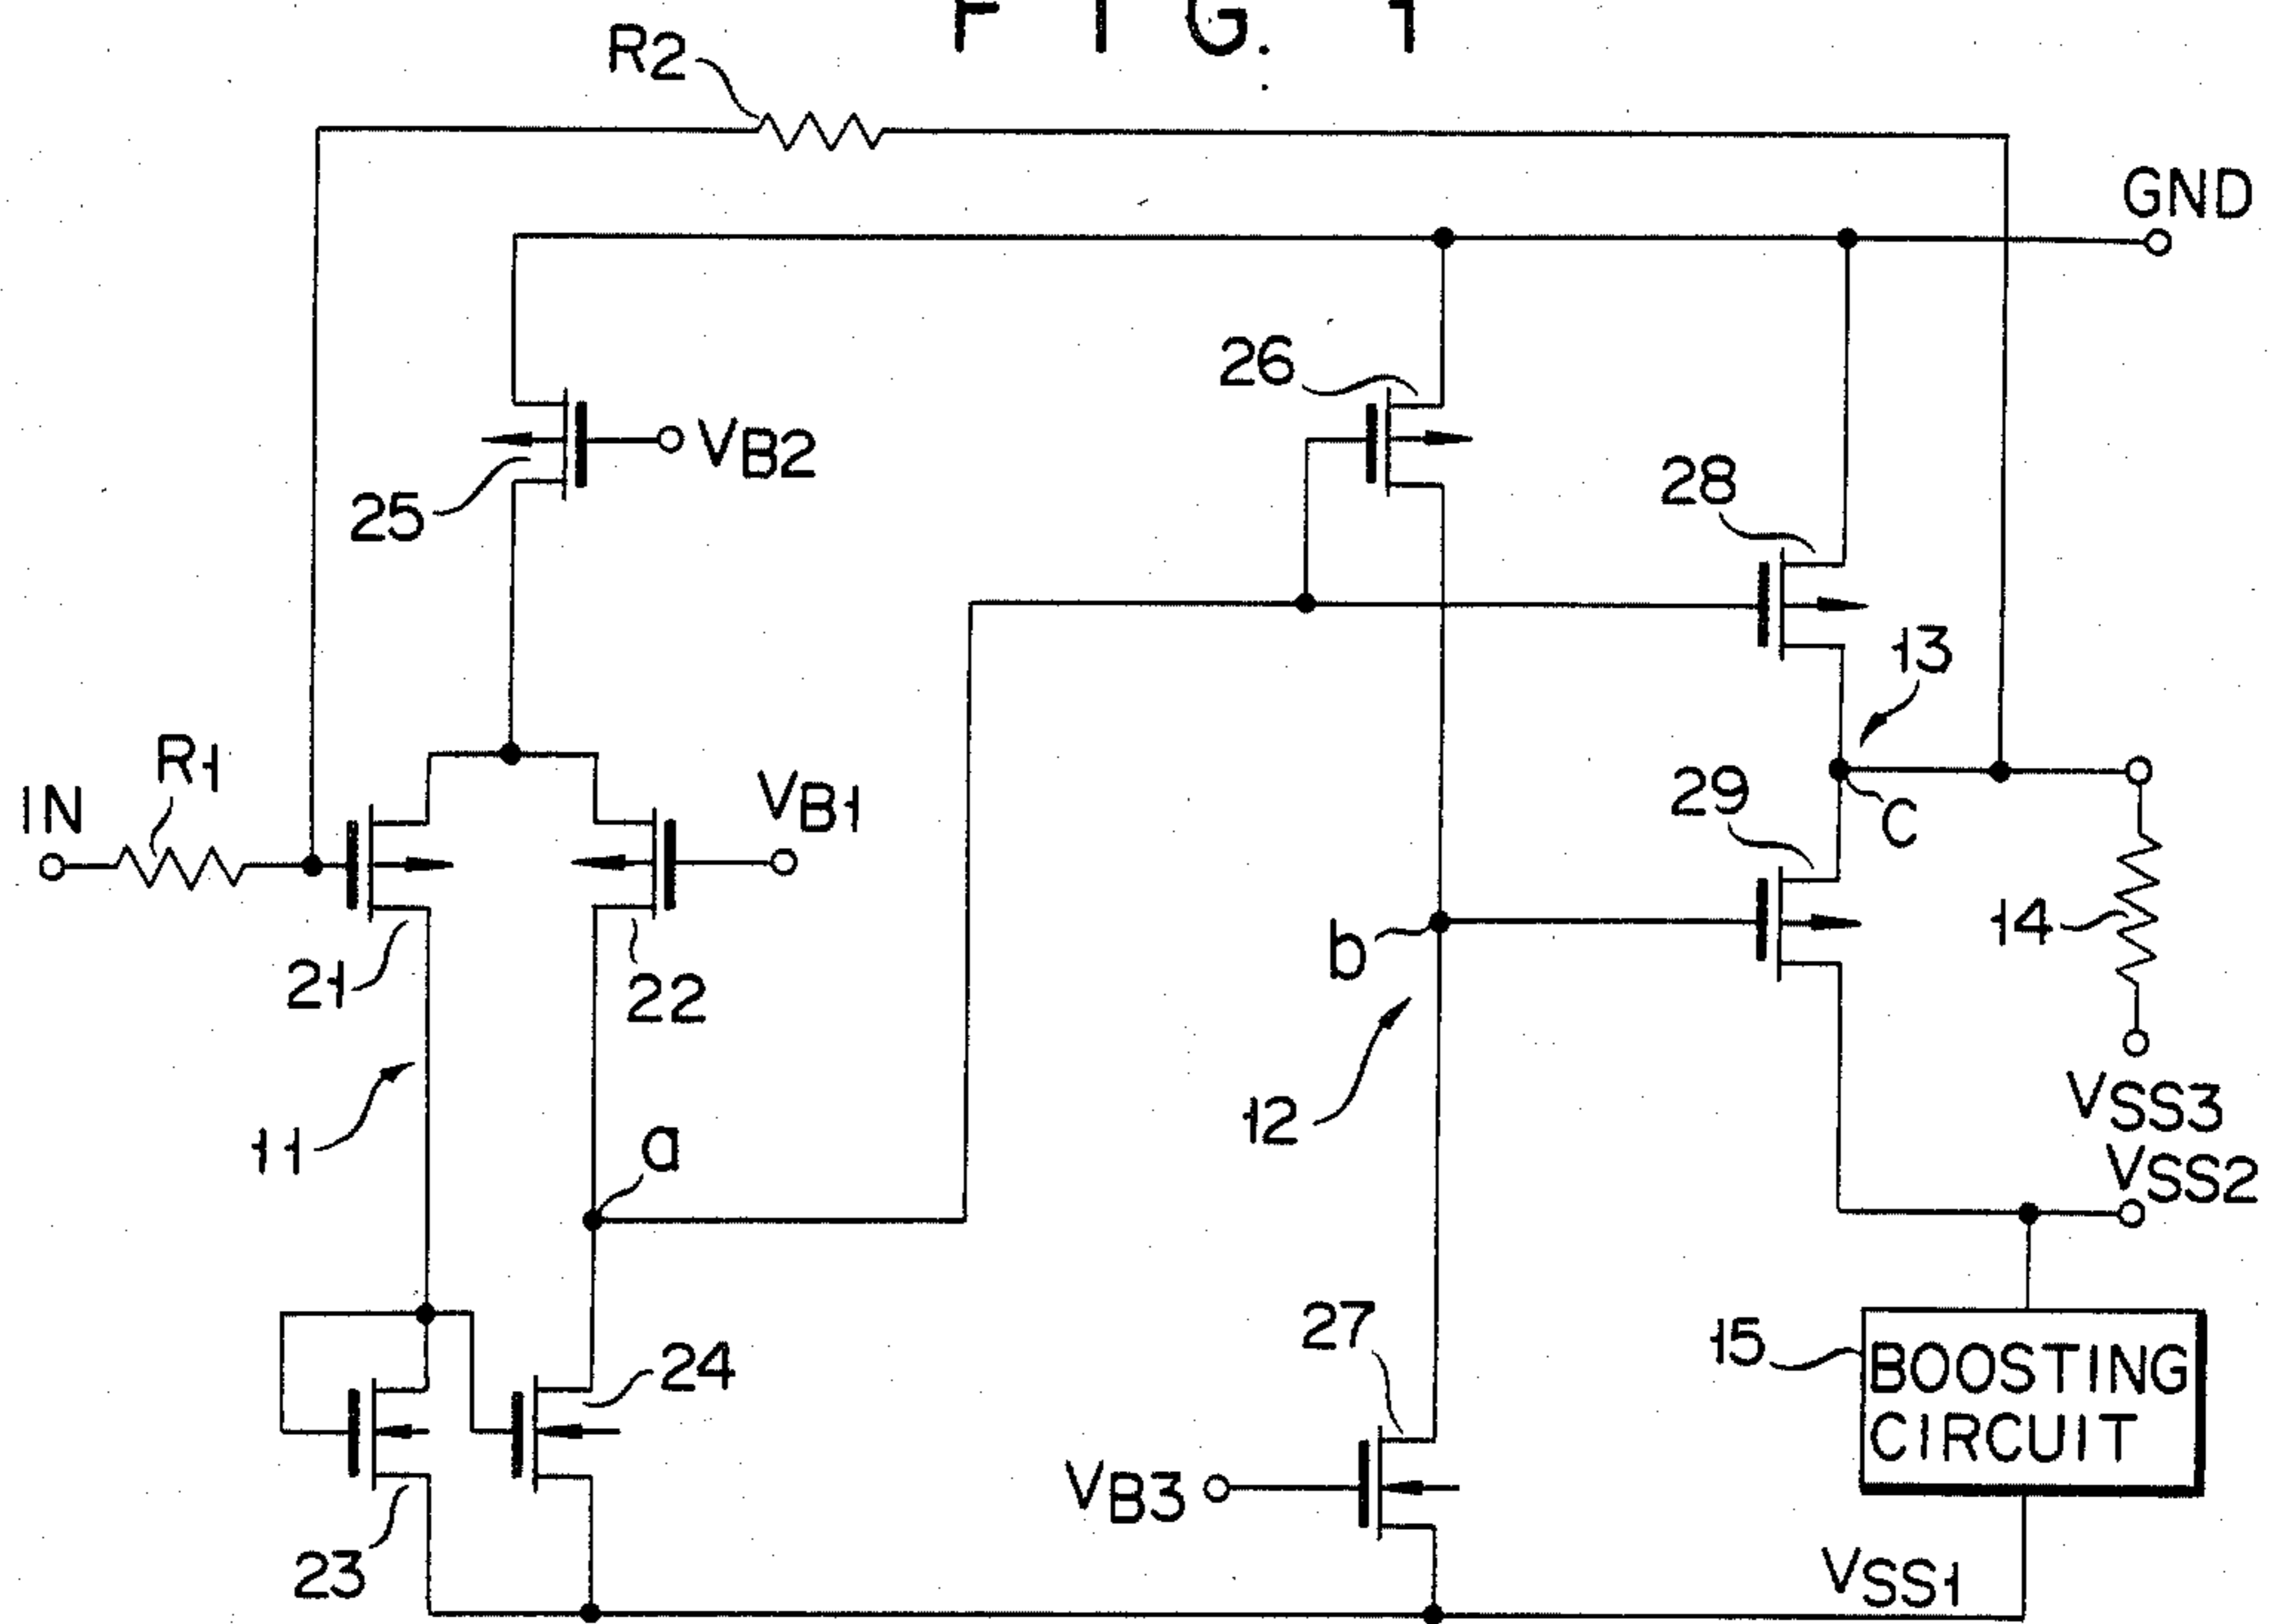 FIG. 1
R2
GND
26
VB2
28
25
13
R1
VB1
29
IN
C
14
b
21
22
VSS3
12
a
11
VSS2
27
24
15
BOOSTING
CIRCUIT
VB3
23
VSS1